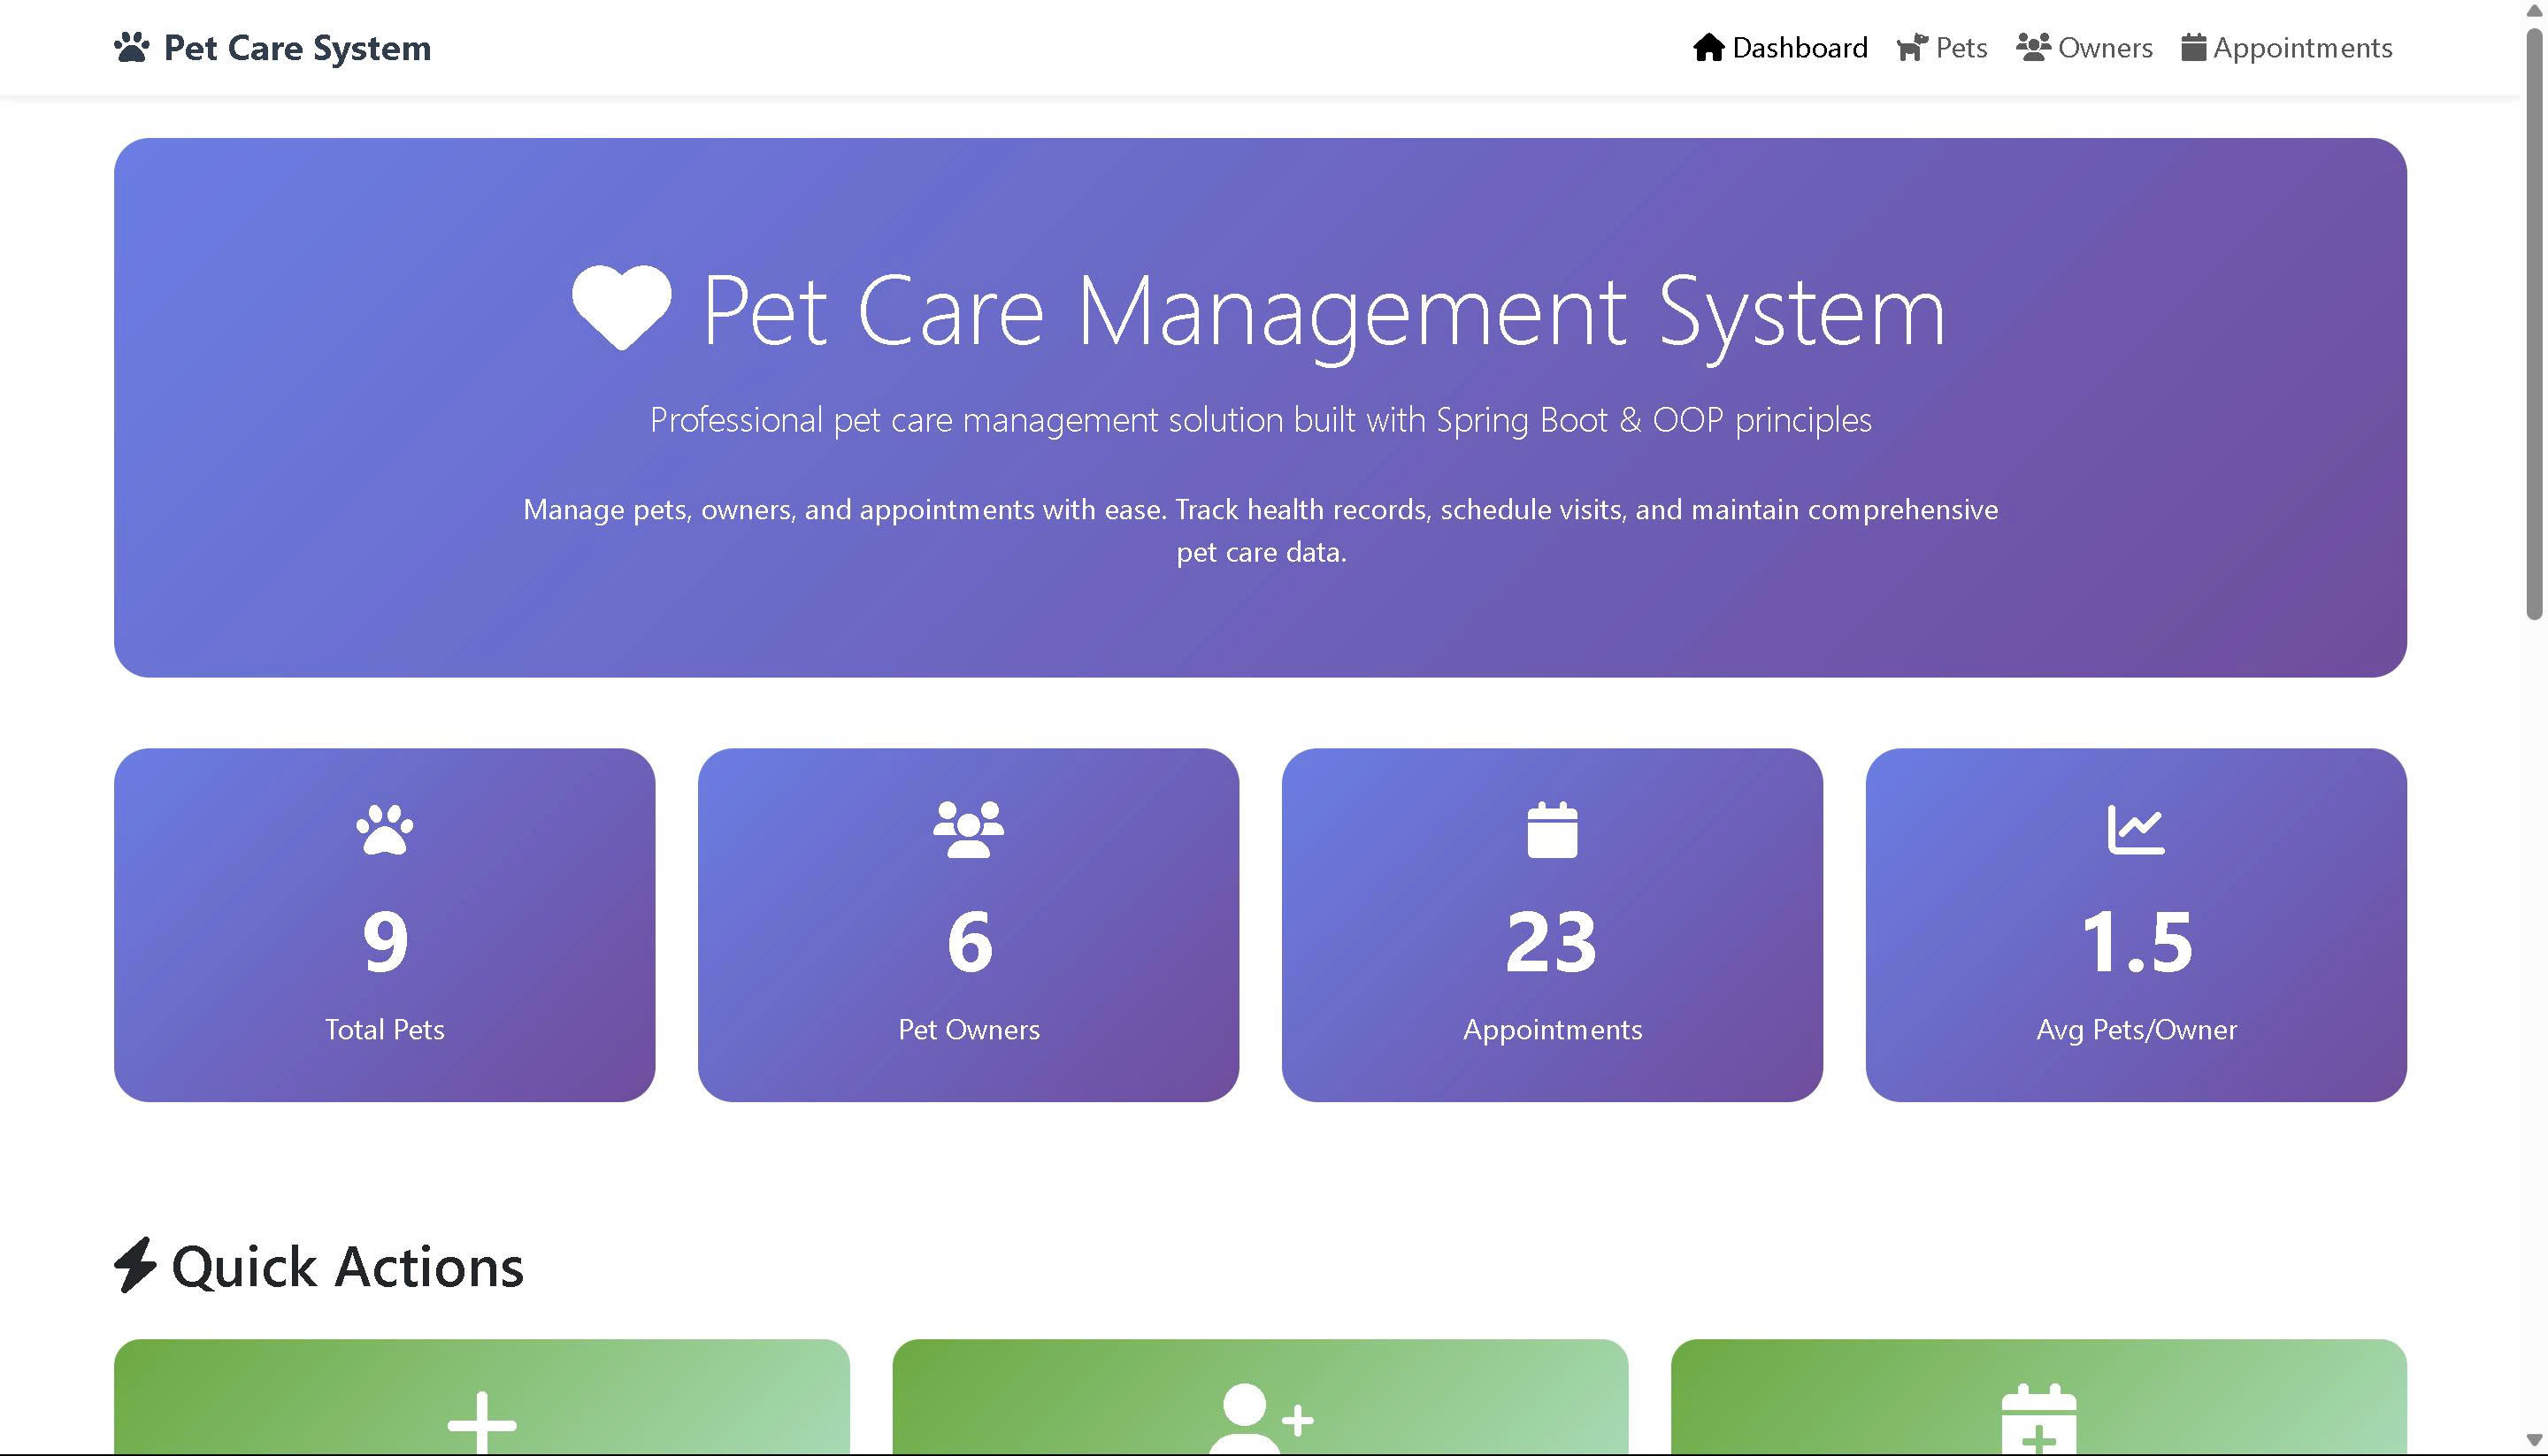 Pet Care System
Dashboard Pets Owners Appointments
Pet Care Management System
Professional pet care management solution built with Spring Boot & OOP principles
Manage pets, owners, and appointments with ease. Track health records, schedule visits, and maintain comprehensive
pet care data.
9
Total Pets
6
Pet Owners
23
Appointments
1.5
Avg Pets/Owner
Quick Actions